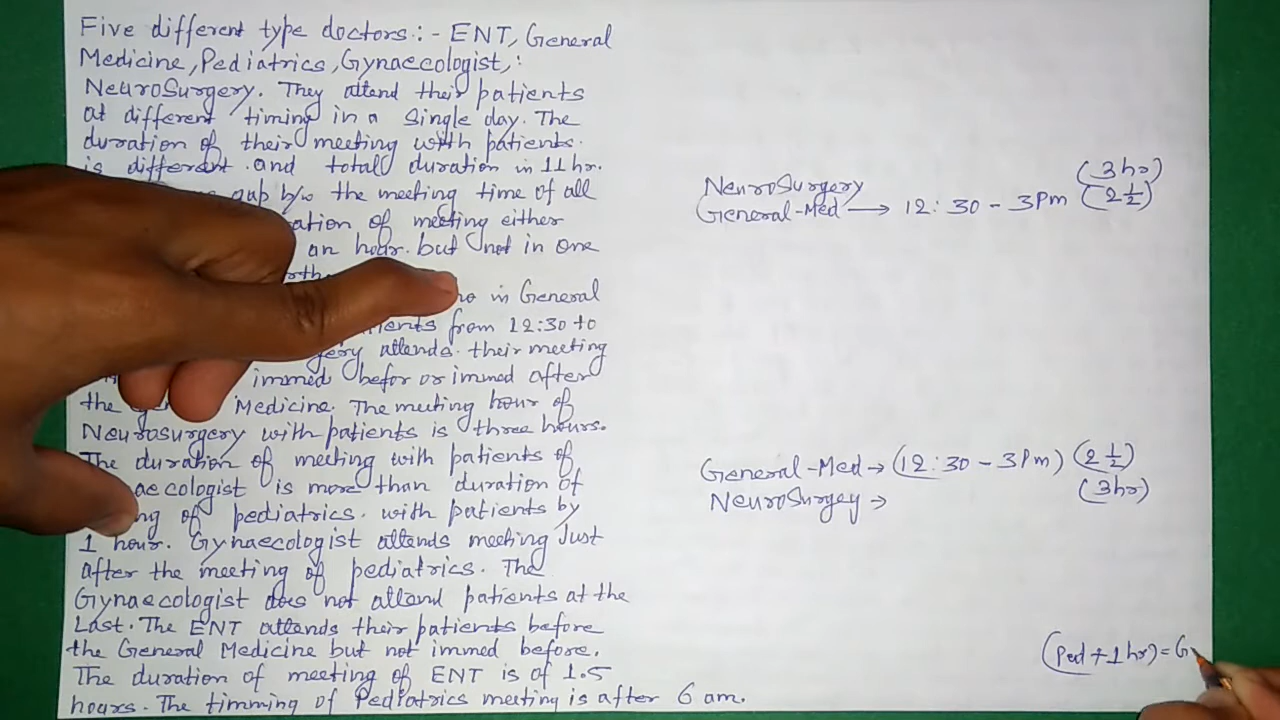 Five different type doctors:- ENT, General
Medicine, Pediatrics, Gynaecologist, :
NeuroSurgery. They attend their patients
at different timing in a single day. The
duration of their meeting with patients.
is different. and total duration in 11 hr.
gap b/w the meeting time of all
ration of meeting either
an hour. but not in one
in General
from 12:30 to
attends. their meeting
immed befor or immed after
the Medicine. The meeting hour of
Neurosurgery with patients is three hours.
The duration of meeting with patients of
aecologist is more than duration of
ng of pediatrics. with patients by
1 hour. Gynaecologist attends meeting Just
after the meeting of pediatrics. The
Gynaecologist does not attend patients at the
Last. The ENT attends their patients before
the General Medicine but not immed before.
The duration of meeting of ENT is of 1.5
hours. The timming of Pediatrics meeting is after 6 am.
NeuroSurgery (3hr)
General-Med → 12:30 - 3Pm (2 1/2)
General-Med → (12:30 - 3Pm) (2 1/2)
NeuroSurgey → (3hr)
(Ped + 1 hr) = G